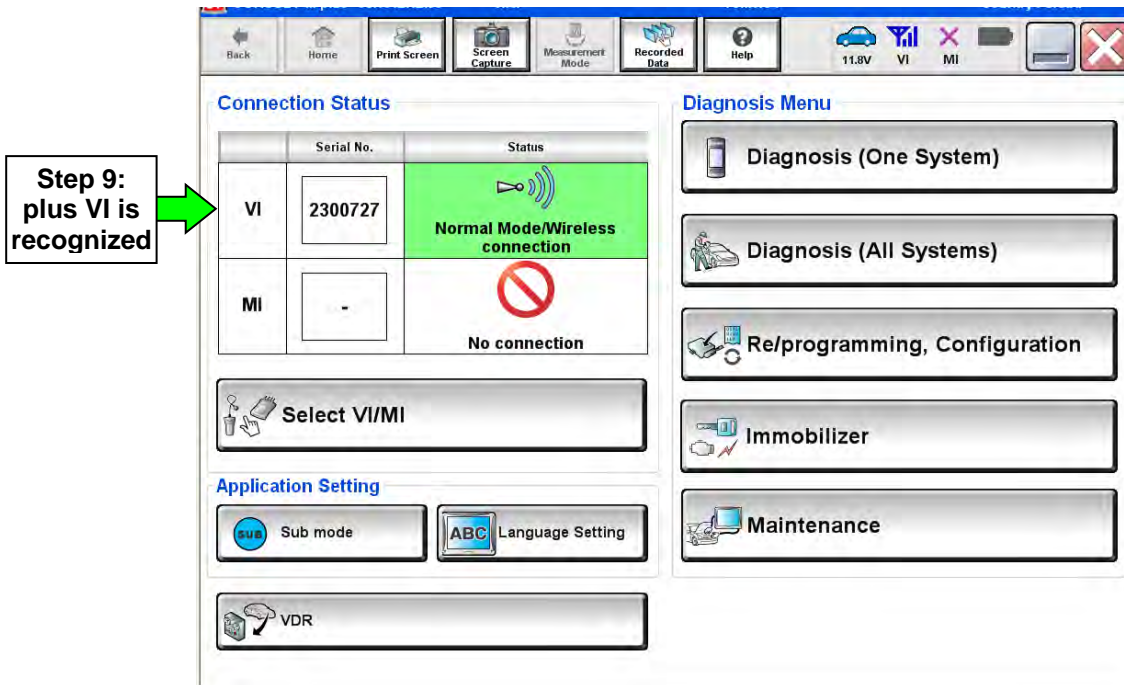 Back
Home
Print Screen
Screen
Capture
Measurement
Mode
Recorded
Data
Help
11.8V
VI
MI
Connection Status
Serial No.
Status
VI
2300727
Normal Mode/Wireless
connection
MI
-
No connection
Select VI/MI
Application Setting
SUB
Sub mode
ABC
Language Setting
VDR
Diagnosis Menu
Diagnosis (One System)
Diagnosis (All Systems)
Re/programming, Configuration
Immobilizer
Maintenance
Step 9:
plus VI is
recognized